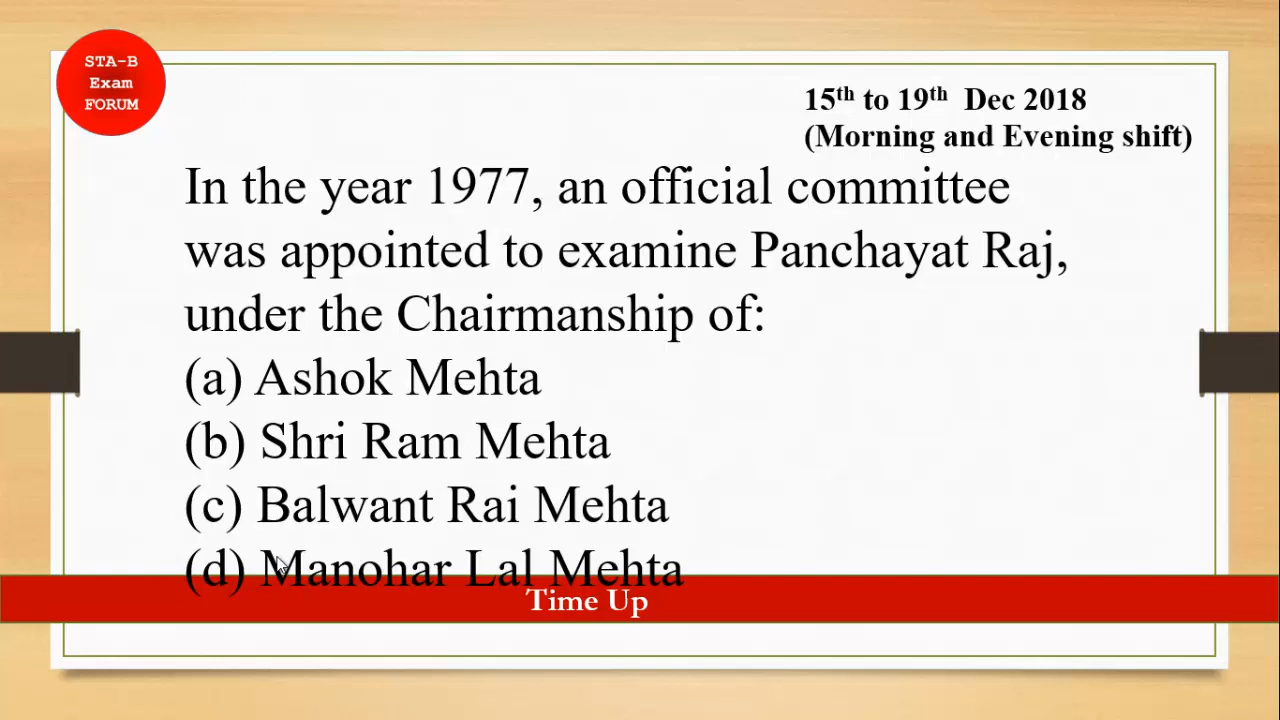 STA-B
Exam
FORUM
15th to 19th Dec 2018
(Morning and Evening shift)
In the year 1977, an official committee
was appointed to examine Panchayat Raj,
under the Chairmanship of:
(a) Ashok Mehta
(b) Shri Ram Mehta
(c) Balwant Rai Mehta
(d) Manohar Lal Mehta
Time Up